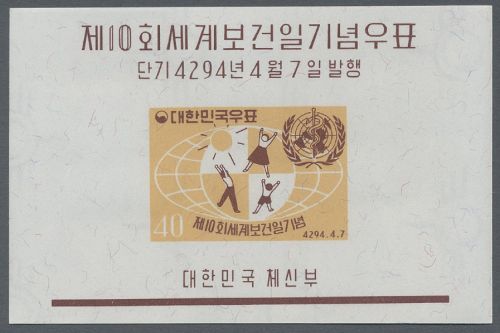 제10회세계보건일기념우표
단기4294년4월7일발행
대한민국우표
40
제10회세계보건일기념
4294.4.7
대한민국 체신부